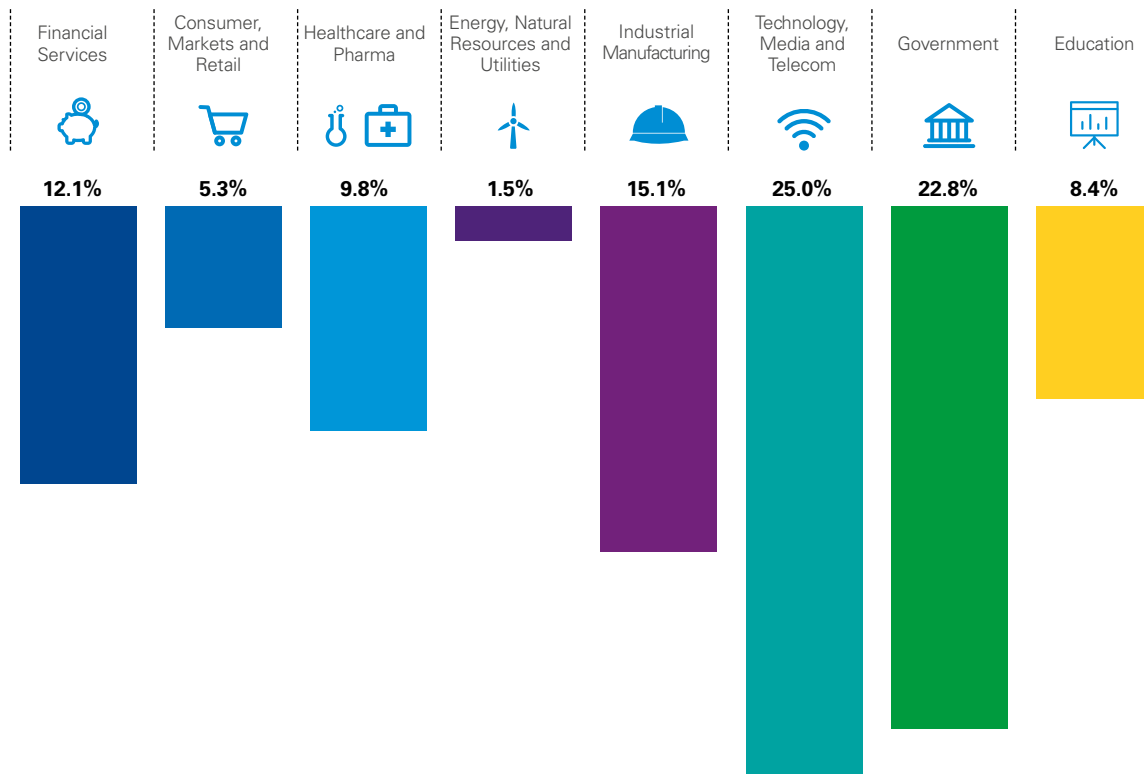 Financial
Services
Consumer,
Markets and
Retail
Healthcare and
Pharma
Energy, Natural
Resources and
Utilities
Industrial
Manufacturing
Technology,
Media and
Telecom
Government
Education
12.1%
5.3%
9.8%
1.5%
15.1%
25.0%
22.8%
8.4%